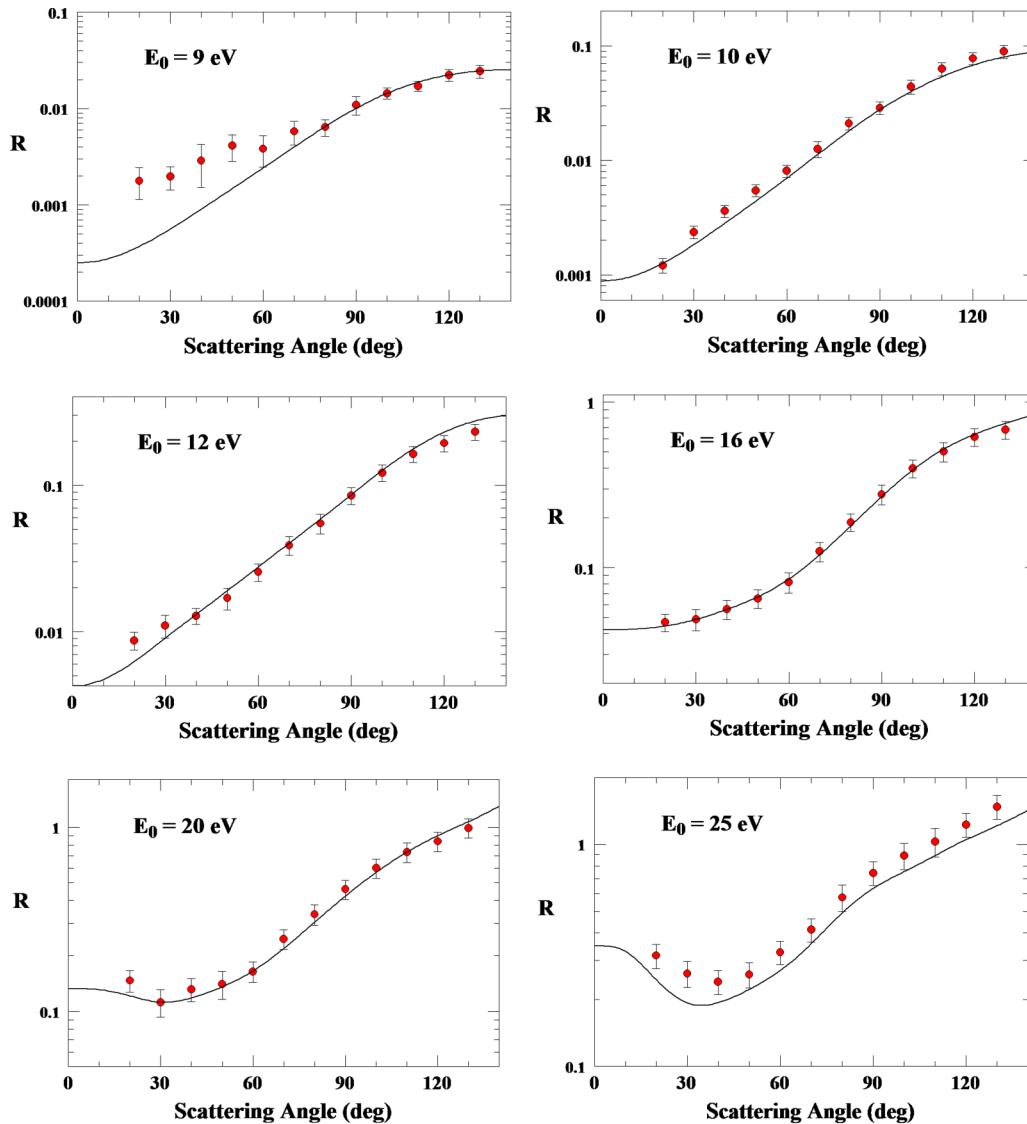 E₀ = 9 eV
R
0.1
0.01
0.001
0.0001
0 30 60 90 120
Scattering Angle (deg)
E₀ = 10 eV
R
0.1
0.01
0.001
0 30 60 90 120
Scattering Angle (deg)
E₀ = 12 eV
R
0.1
0.01
0 30 60 90 120
Scattering Angle (deg)
E₀ = 16 eV
R
1
0.1
0 30 60 90 120
Scattering Angle (deg)
E₀ = 20 eV
R
1
0.1
0 30 60 90 120
Scattering Angle (deg)
E₀ = 25 eV
R
1
0.1
0 30 60 90 120
Scattering Angle (deg)